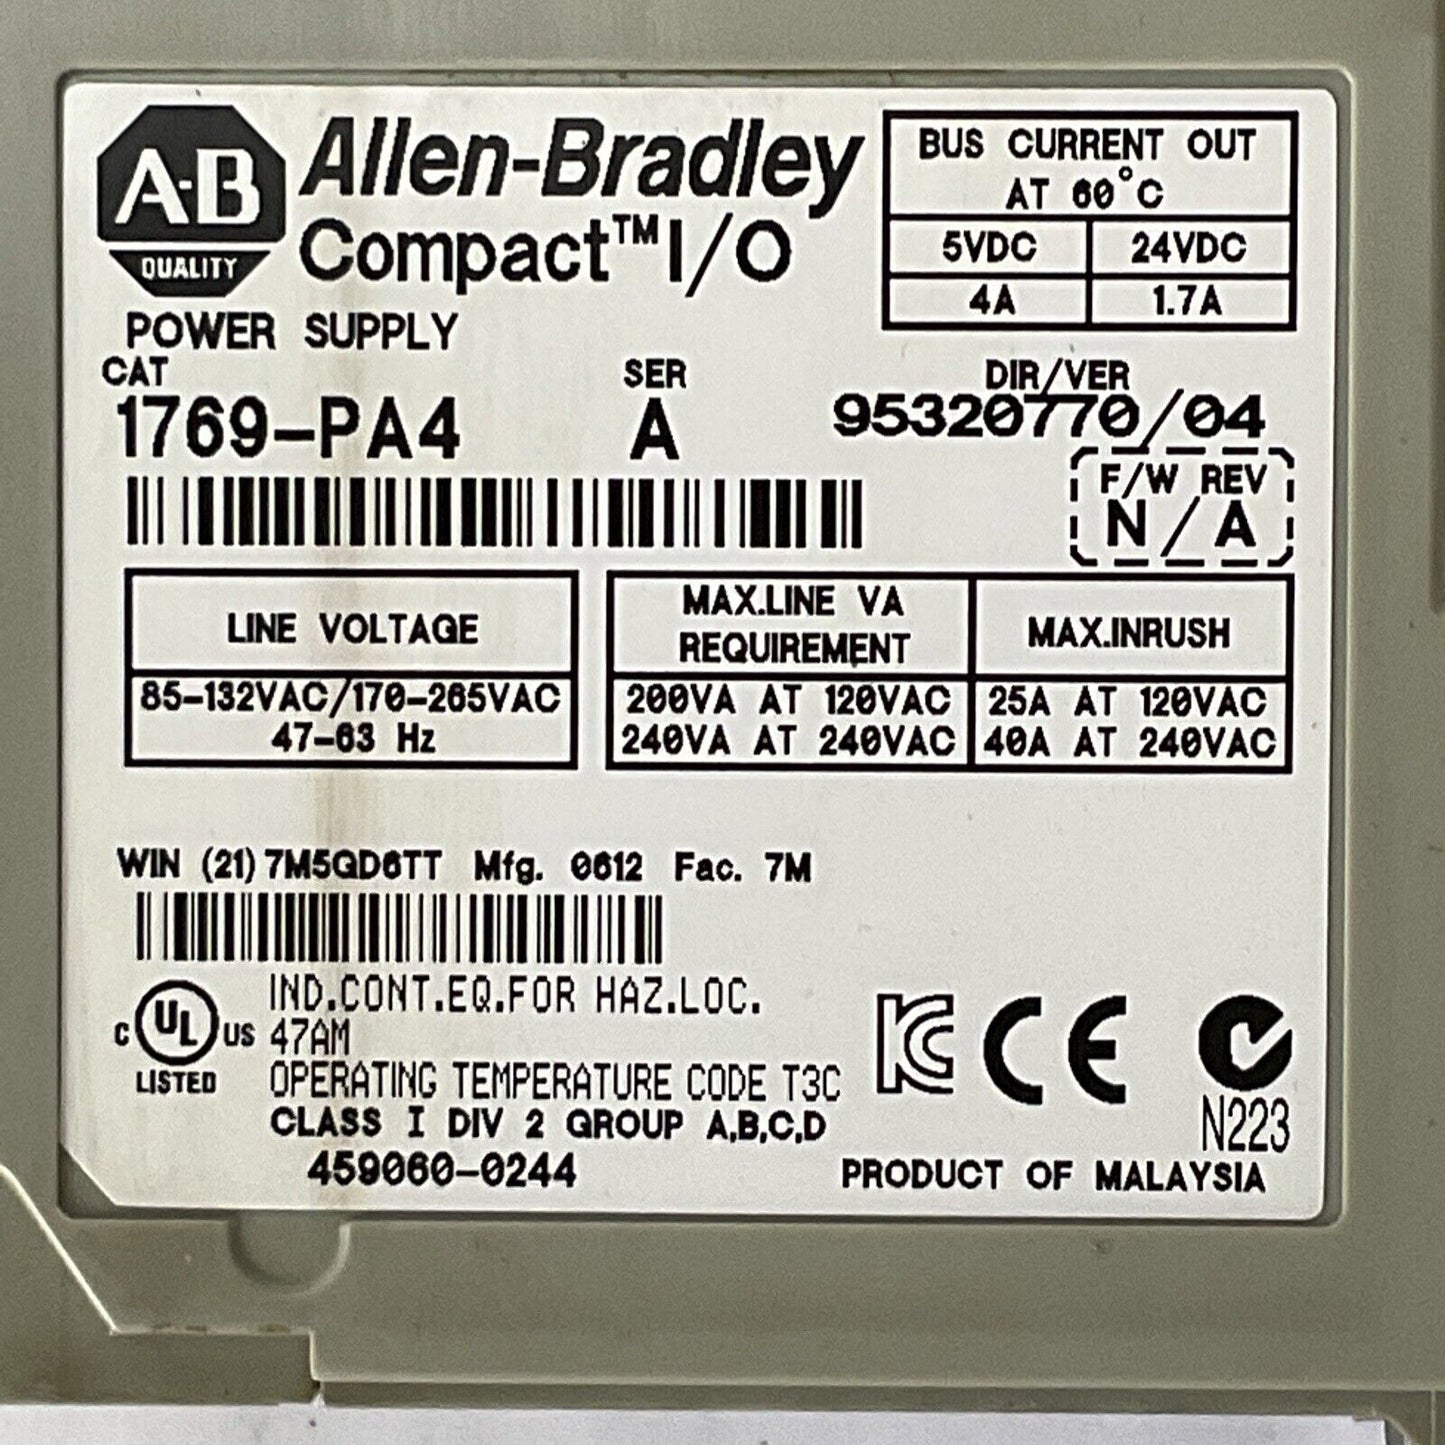 A-B
QUALITY
Allen-Bradley
Compact™ I/O
POWER SUPPLY
BUS CURRENT OUT
AT 60°C
5VDC 24VDC
4A 1.7A
CAT SER DIR/VER
1769-PA4 A 95320770/04
F/W REV
N/A
LINE VOLTAGE
85-132VAC/170-265VAC
47-63 Hz
MAX.LINE VA
REQUIREMENT
200VA AT 120VAC
240VA AT 240VAC
MAX.INRUSH
25A AT 120VAC
40A AT 240VAC
WIN (21) 7M5QD6TT Mfg. 0612 Fac. 7M
C UL US
LISTED
IND.CONT.EQ.FOR HAZ.LOC.
47AM
OPERATING TEMPERATURE CODE T3C
CLASS I DIV 2 GROUP A,B,C,D
459060-0244
KC CE
N223
PRODUCT OF MALAYSIA